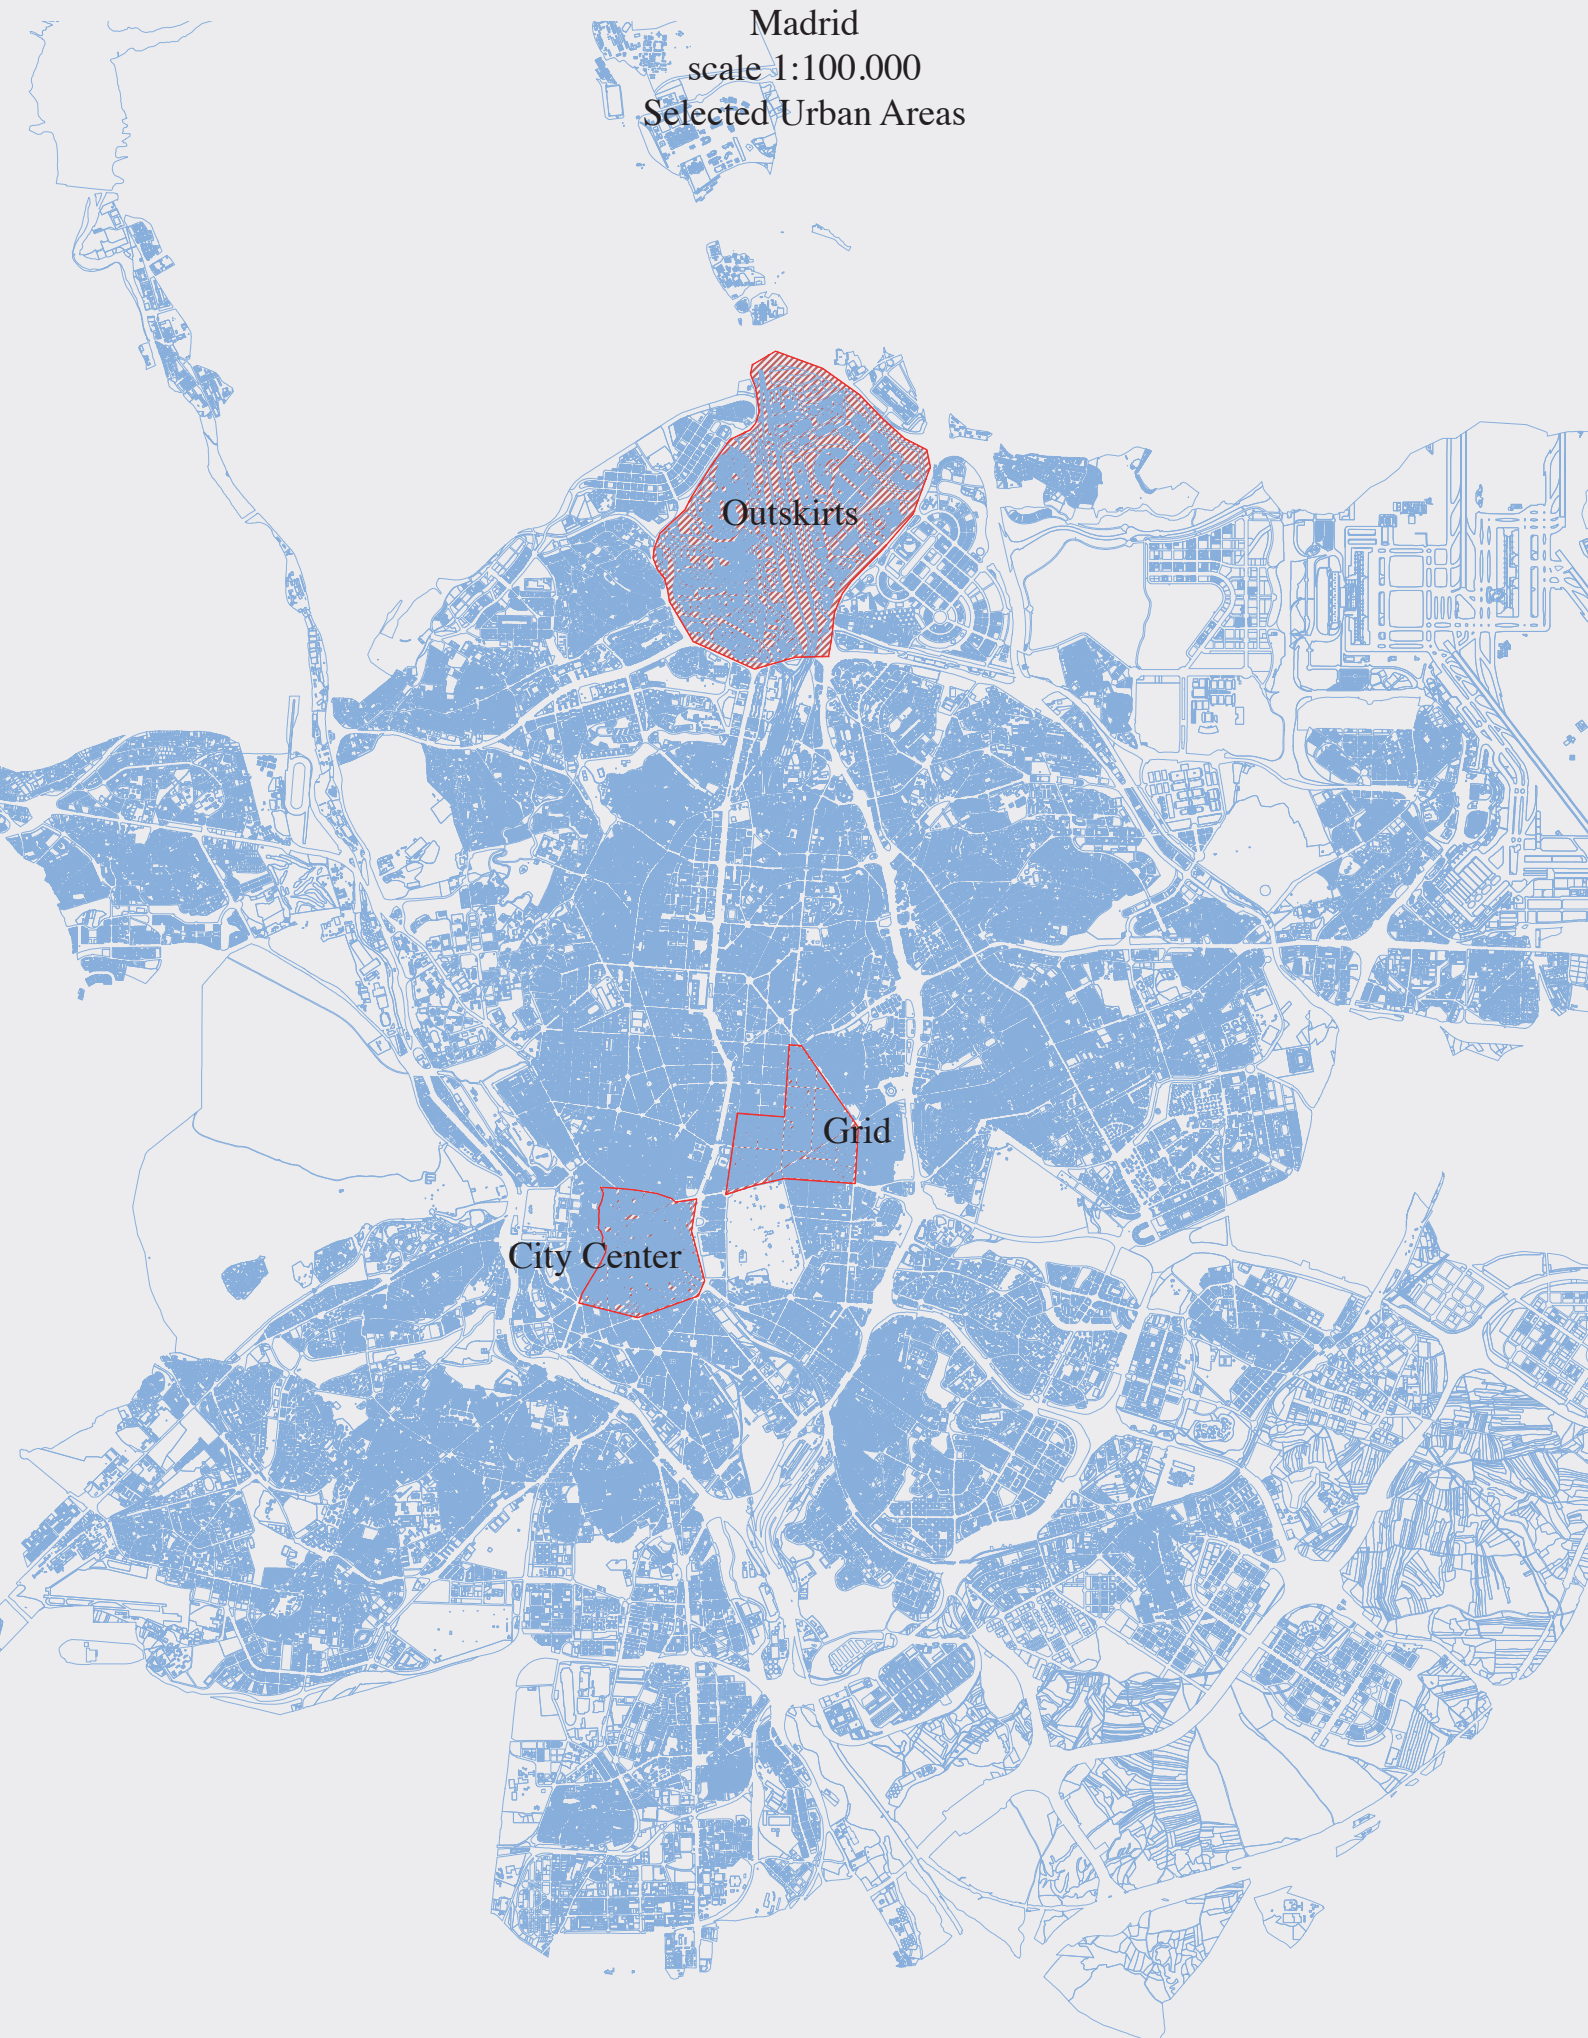 Madrid
scale 1:100.000
Selected Urban Areas
Outskirts
Grid
City Center